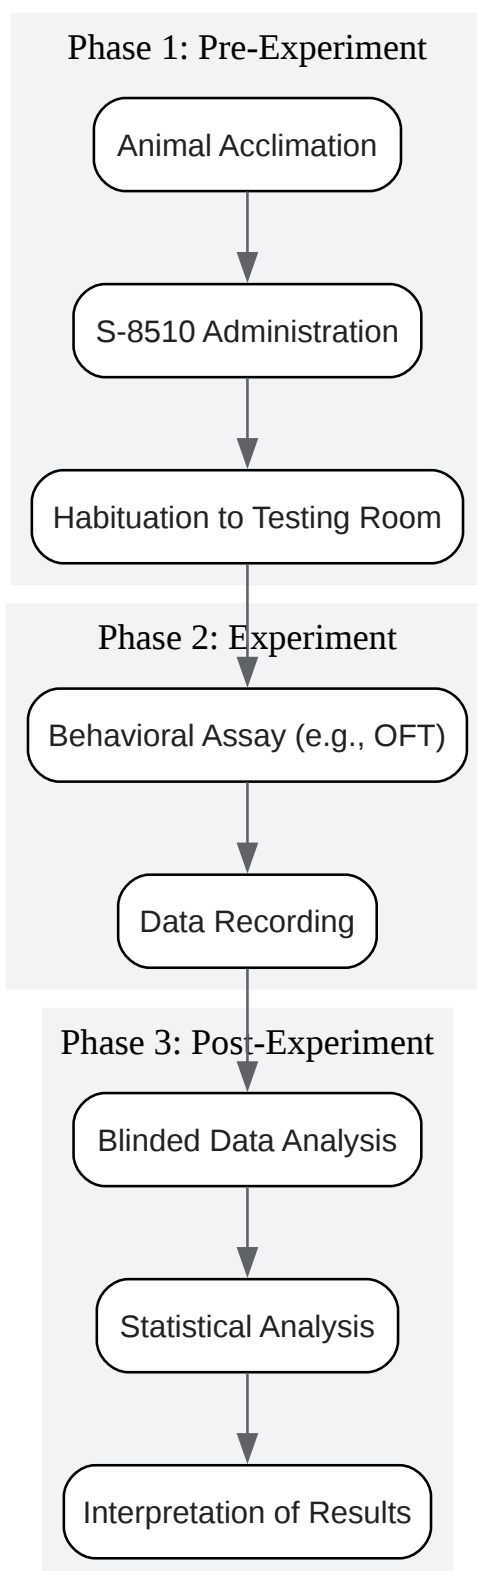 Phase 1: Pre-Experiment
Animal Acclimation
S-8510 Administration
Habituation to Testing Room
Phase 2: Experiment
Behavioral Assay (e.g., OFT)
Data Recording
Phase 3: Post-Experiment
Blinded Data Analysis
Statistical Analysis
Interpretation of Results